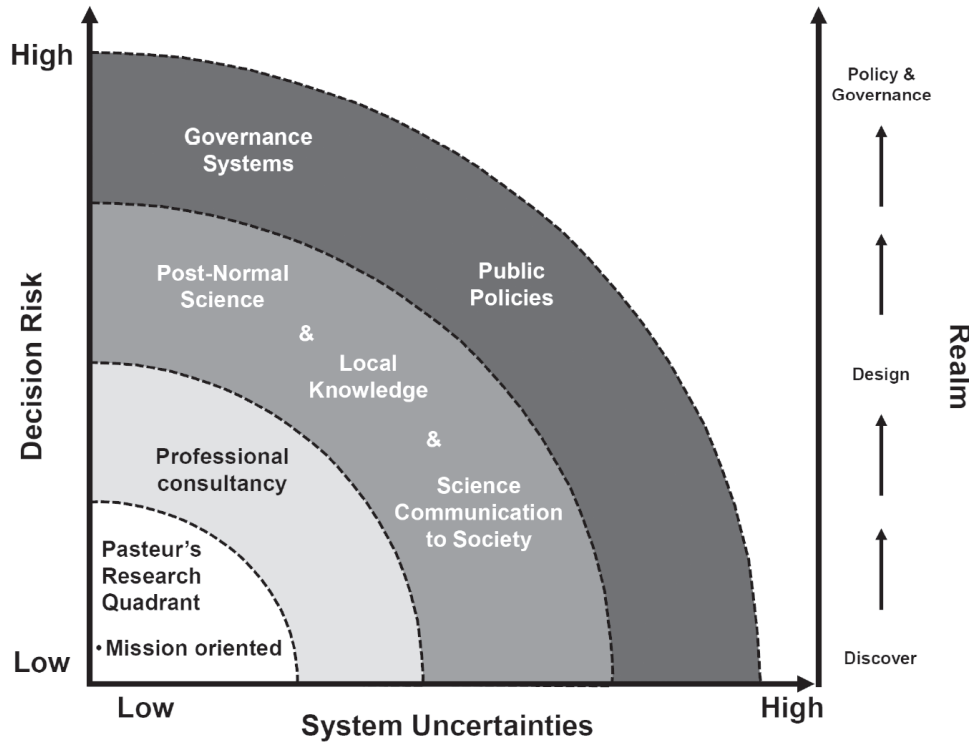 High
Policy &
Governance
Governance
Systems
Post-Normal
Science
Public
Policies
&
Local
Knowledge
Design
&
Professional
consultancy
Science
Communication
to Society
Pasteur’s
Research
Quadrant
• Mission oriented
Discover
Low
Low
High
System Uncertainties
Decision Risk
Realm